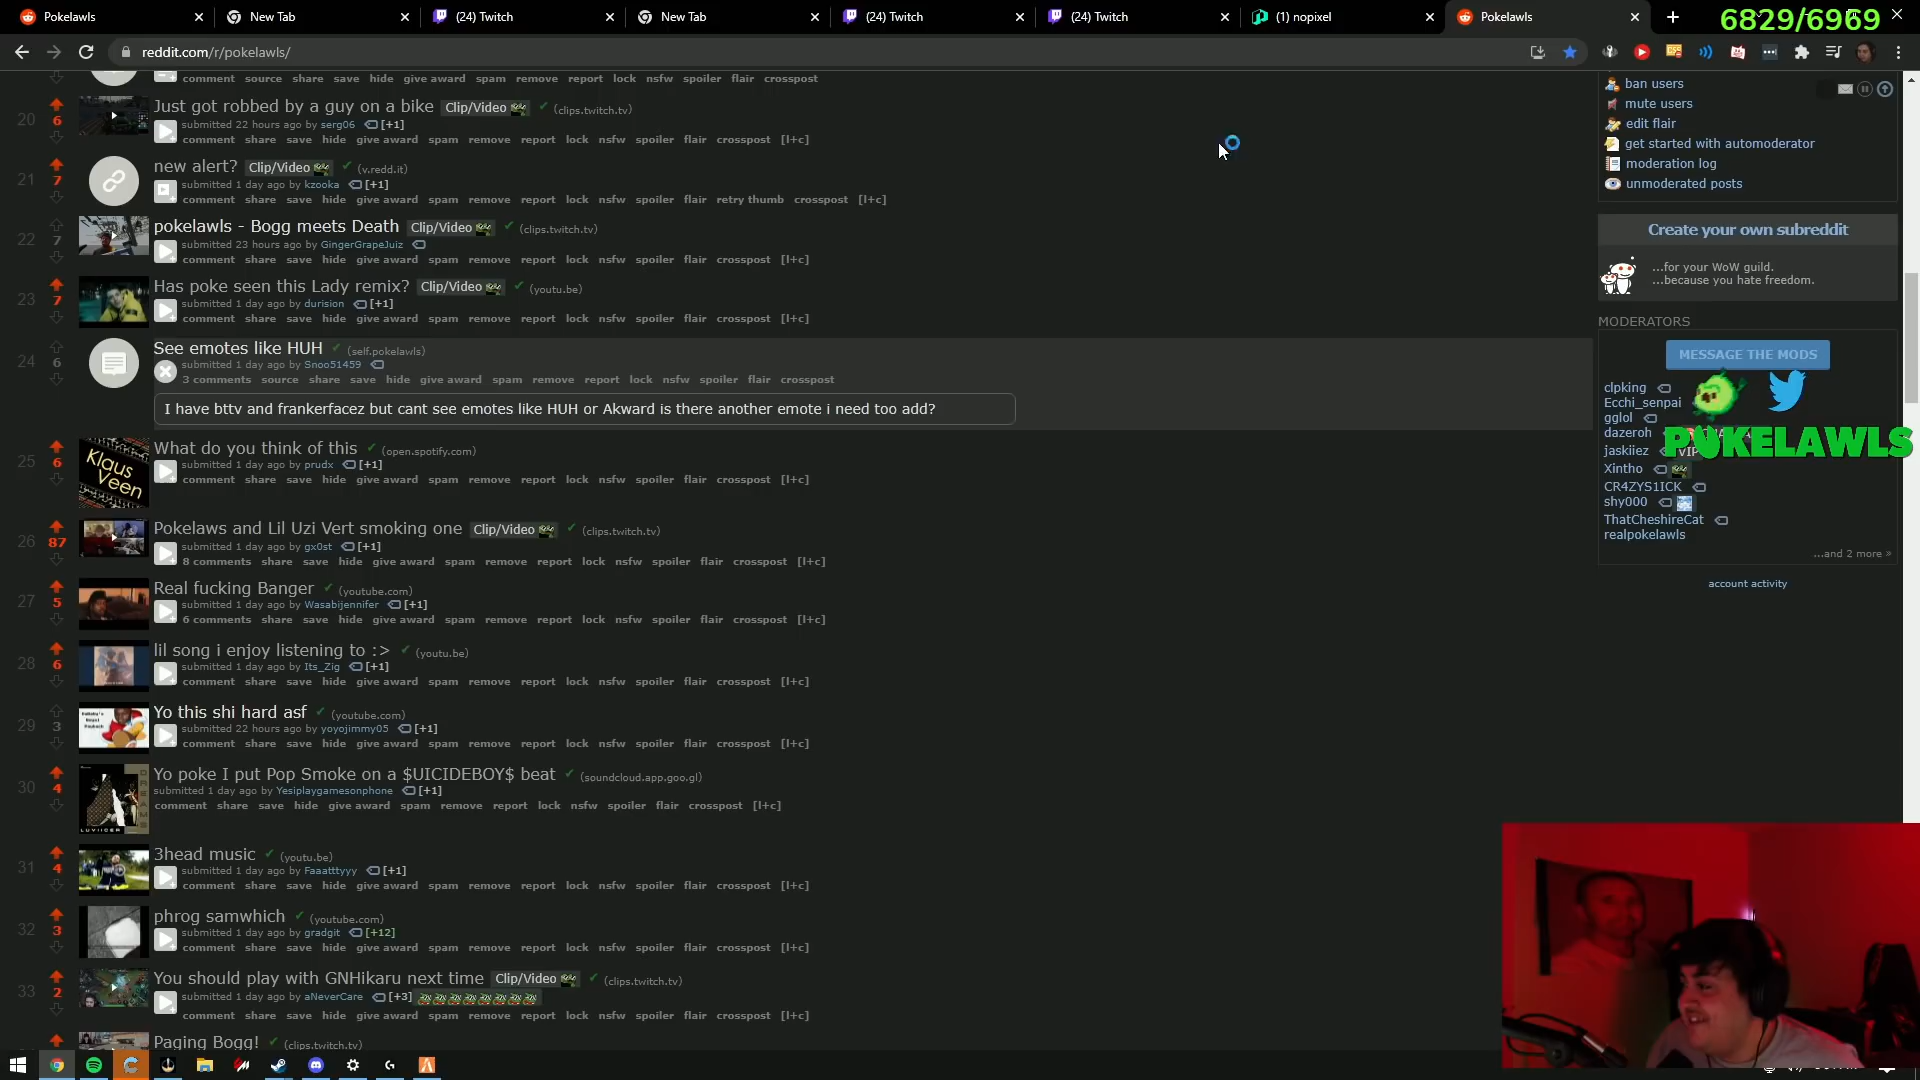 Pokelawls
New Tab
(24) Twitch
New Tab
(24) Twitch
(24) Twitch
(1) nopixel
Pokelawls
6829/6969
reddit.com/r/pokelawls/
comment source share save hide give award spam remove report lock nsfw spoiler flair crosspost
20
6
Just got robbed by a guy on a bike Clip/Video (clips.twitch.tv)
submitted 22 hours ago by serg06 [+1]
comment share save hide give award spam remove report lock nsfw spoiler flair crosspost [l+c]
21
7
new alert? Clip/Video (v.redd.it)
submitted 1 day ago by kzooka [+1]
comment share save hide give award spam remove report lock nsfw spoiler flair retry thumb crosspost [l+c]
22
7
pokelawls - Bogg meets Death Clip/Video (clips.twitch.tv)
submitted 23 hours ago by GingerGrapeJuiz
comment share save hide give award spam remove report lock nsfw spoiler flair crosspost [l+c]
23
7
Has poke seen this Lady remix? Clip/Video (youtu.be)
submitted 1 day ago by durision [+1]
comment share save hide give award spam remove report lock nsfw spoiler flair crosspost [l+c]
24
6
See emotes like HUH (self.pokelawls)
submitted 1 day ago by Snoo51459
3 comments source share save hide give award spam remove report lock nsfw spoiler flair crosspost
I have bttv and frankerfacez but cant see emotes like HUH or Akward is there another emote i need too add?
25
6
Klaus Veen
What do you think of this (open.spotify.com)
submitted 1 day ago by prudx [+1]
comment share save hide give award spam remove report lock nsfw spoiler flair crosspost [l+c]
26
87
Pokelaws and Lil Uzi Vert smoking one Clip/Video (clips.twitch.tv)
submitted 1 day ago by gx0st [+1]
8 comments share save hide give award spam remove report lock nsfw spoiler flair crosspost [l+c]
27
5
Real fucking Banger (youtube.com)
submitted 1 day ago by Wasabijennifer [+1]
6 comments share save hide give award spam remove report lock nsfw spoiler flair crosspost [l+c]
28
6
lil song i enjoy listening to :> (youtu.be)
submitted 1 day ago by Its_Zig [+1]
comment share save hide give award spam remove report lock nsfw spoiler flair crosspost [l+c]
29
3
Yo this shi hard asf (youtube.com)
submitted 22 hours ago by yoyojimmy05 [+1]
comment share save hide give award spam remove report lock nsfw spoiler flair crosspost [l+c]
30
4
Yo poke I put Pop Smoke on a $UICIDEBOY$ beat (soundcloud.app.goo.gl)
submitted 1 day ago by Yesiplaygamesonphone [+1]
comment share save hide give award spam remove report lock nsfw spoiler flair crosspost [l+c]
31
4
3head music (youtu.be)
submitted 1 day ago by Faaatttyyy [+1]
comment share save hide give award spam remove report lock nsfw spoiler flair crosspost [l+c]
32
3
phrog samwhich (youtube.com)
submitted 1 day ago by gradgit [+12]
comment share save hide give award spam remove report lock nsfw spoiler flair crosspost [l+c]
33
2
You should play with GNHikaru next time Clip/Video (clips.twitch.tv)
submitted 1 day ago by aNeverCare [+3]
comment share save hide give award spam remove report lock nsfw spoiler flair crosspost [l+c]
Paging Bogg! (clips.twitch.tv)
ban users
mute users
edit flair
get started with automoderator
moderation log
unmoderated posts
Create your own subreddit
...for your WoW guild.
...because you hate freedom.
MODERATORS
MESSAGE THE MODS
clpking
Ecchi_senpai
gglol
dazeroh
POKELAWLS
jaskiiez VIP
Xintho
CR4ZYS1ICK
shy000
ThatCheshireCat
realpokelawls
...and 2 more »
account activity